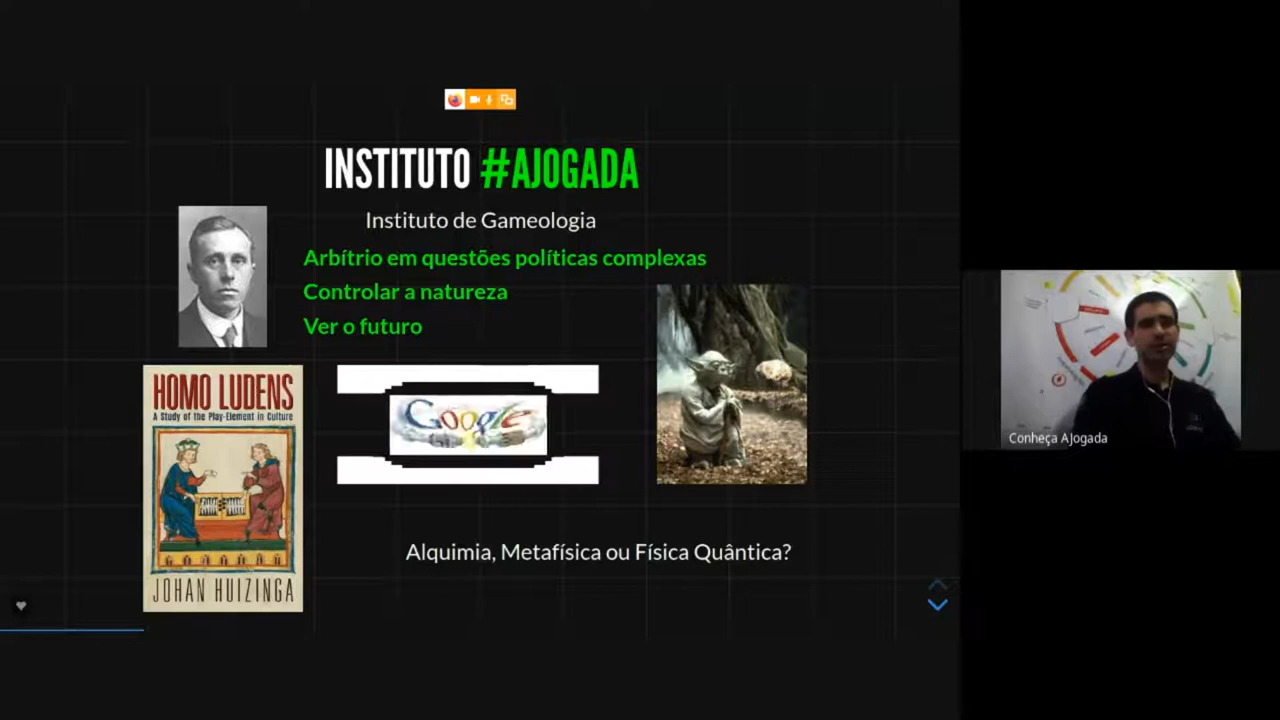 INSTITUTO #AJOGADA
Instituto de Gameologia
Arbítrio em questões políticas complexas
Controlar a natureza
Ver o futuro
HOMO LUDENS
A Study of the Play-Element in Culture
JOHAN HUIZINGA
Google
Alquimia, Metafísica ou Física Quântica?
Conheça AJogada